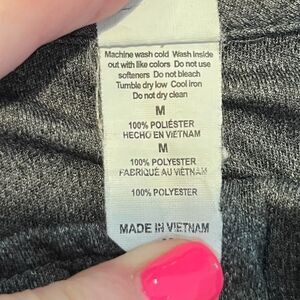 Machine wash cold Wash Inside
out with like colors Do not use
softeners Do not bleach
Tumble dry low Cool iron
Do not dry clean
M
100% POLIÉSTER
HECHO EN VIETNAM
M
100% POLYESTER
FABRIQUÉ AU VIETNAM
100% POLYESTER
MADE IN VIETNAM